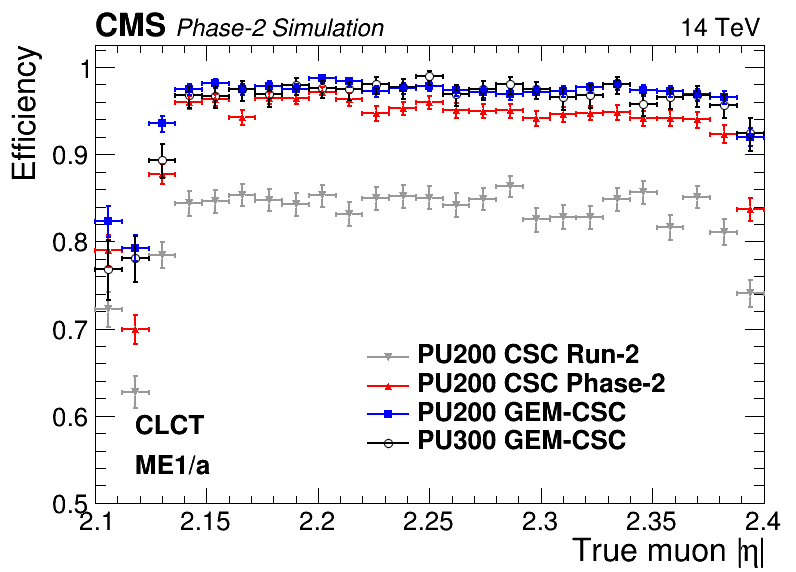 CMS Phase-2 Simulation 14 TeV
Efficiency
1
0.9
0.8
0.7
0.6
0.5
PU200 CSC Run-2
PU200 CSC Phase-2
PU200 GEM-CSC
PU300 GEM-CSC
CLCT
ME1/a
2.1 2.15 2.2 2.25 2.3 2.35 2.4
True muon |η|